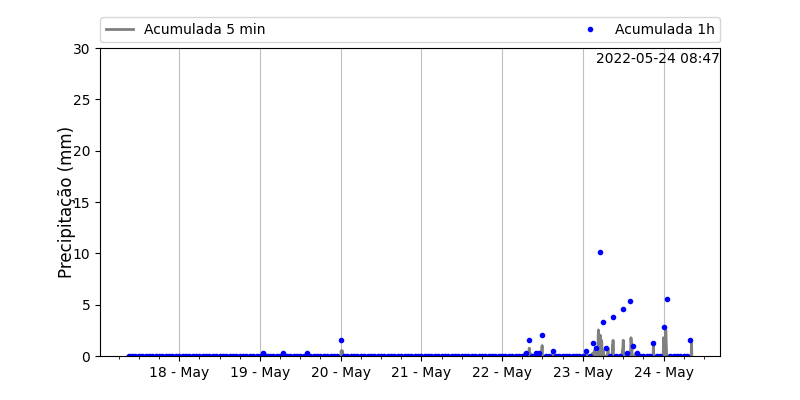 Acumulada 5 min
Acumulada 1h
2022-05-24 08:47
Precipitação (mm)
30
25
20
15
10
5
0
18 - May
19 - May
20 - May
21 - May
22 - May
23 - May
24 - May